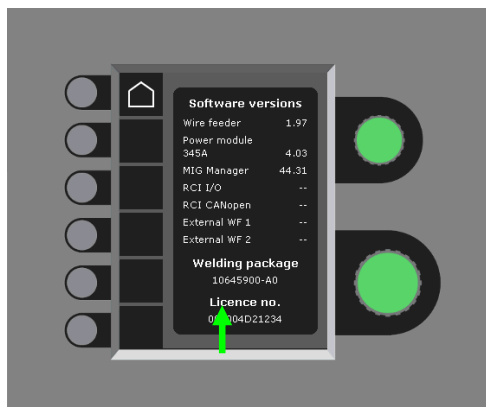 Software versions
Wire feeder 1.97
Power module
345A 4.03
MIG Manager 44.31
RCI I/O --
RCI CANopen --
External WF 1 --
External WF 2 --
Welding package
10645900-A0
Licence no.